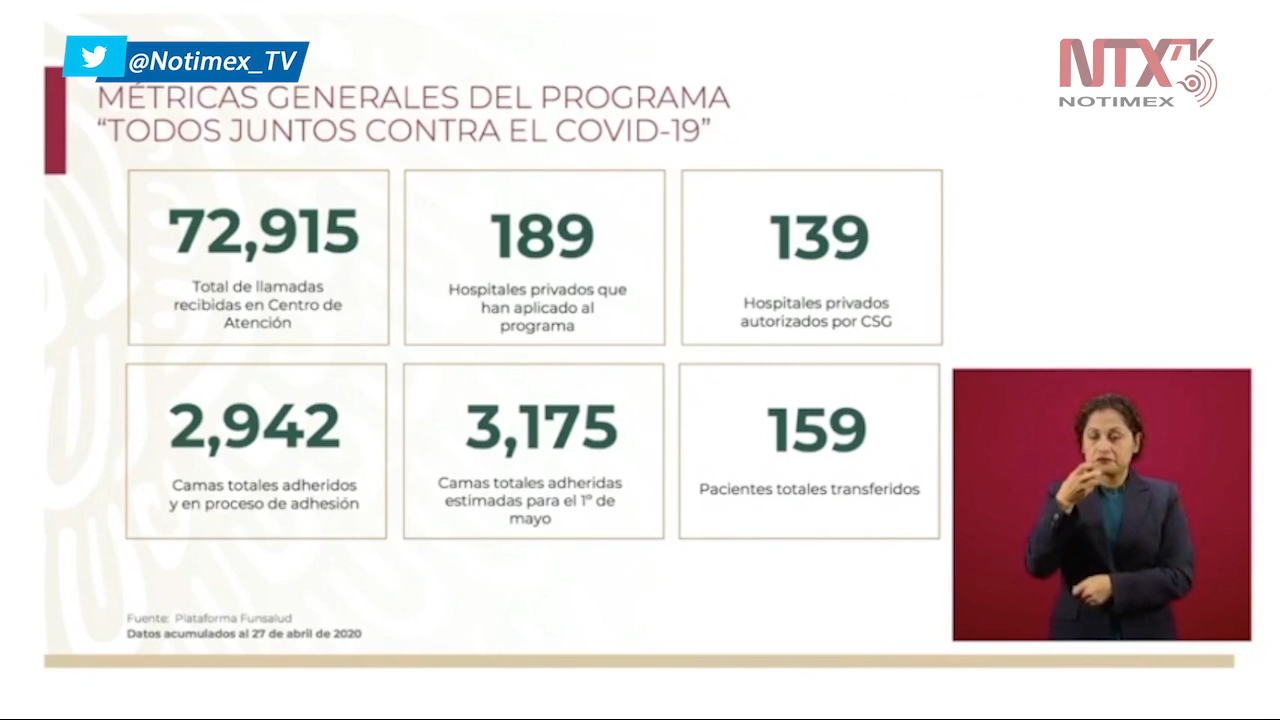 @Notimex_TV
NTXTV
NOTIMEX
MÉTRICAS GENERALES DEL PROGRAMA
“TODOS JUNTOS CONTRA EL COVID-19”
72,915
Total de llamadas
recibidas en Centro de
Atención
189
Hospitales privados que
han aplicado al
programa
139
Hospitales privados
autorizados por CSG
2,942
Camas totales adheridos
y en proceso de adhesión
3,175
Camas totales adheridas
estimadas para el 1º de
mayo
159
Pacientes totales transferidos
Fuente: Plataforma Funsalud
Datos acumulados al 27 de abril de 2020